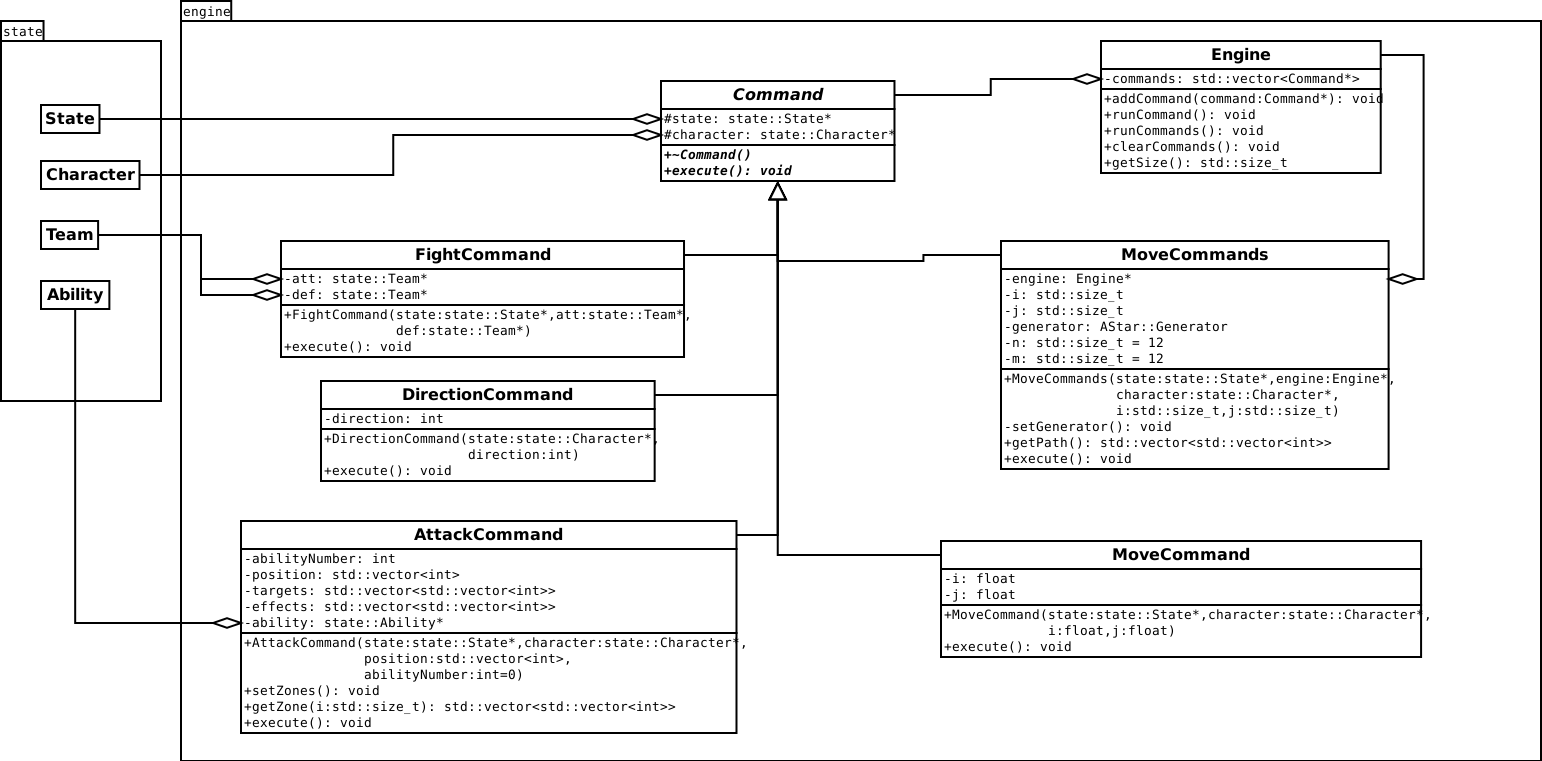 engine
state
State
Character
Team
Ability
Command
#state: state::State*
#character: state::Character*
+~Command()
+execute(): void
Engine
-commands: std::vector<Command*>
+addCommand(command:Command*): void
+runCommand(): void
+runCommands(): void
+clearCommands(): void
+getSize(): std::size_t
FightCommand
-att: state::Team*
-def: state::Team*
+FightCommand(state:state::State*,att:state::Team*,
def:state::Team*)
+execute(): void
MoveCommands
-engine: Engine*
-i: std::size_t
-j: std::size_t
-generator: AStar::Generator
-n: std::size_t = 12
-m: std::size_t = 12
+MoveCommands(state:state::State*,engine:Engine*,
character:state::Character*,
i:std::size_t,j:std::size_t)
-setGenerator(): void
+getPath(): std::vector<std::vector<int>>
+execute(): void
DirectionCommand
-direction: int
+DirectionCommand(state:state::Character*,
direction:int)
+execute(): void
AttackCommand
-abilityNumber: int
-position: std::vector<int>
-targets: std::vector<std::vector<int>>
-effects: std::vector<std::vector<int>>
-ability: state::Ability*
+AttackCommand(state:state::State*,character:state::Character*,
position:std::vector<int>,
abilityNumber:int=0)
+setZones(): void
+getZone(i:std::size_t): std::vector<std::vector<int>>
+execute(): void
MoveCommand
-i: float
-j: float
+MoveCommand(state:state::State*,character:state::Character*,
i:float,j:float)
+execute(): void